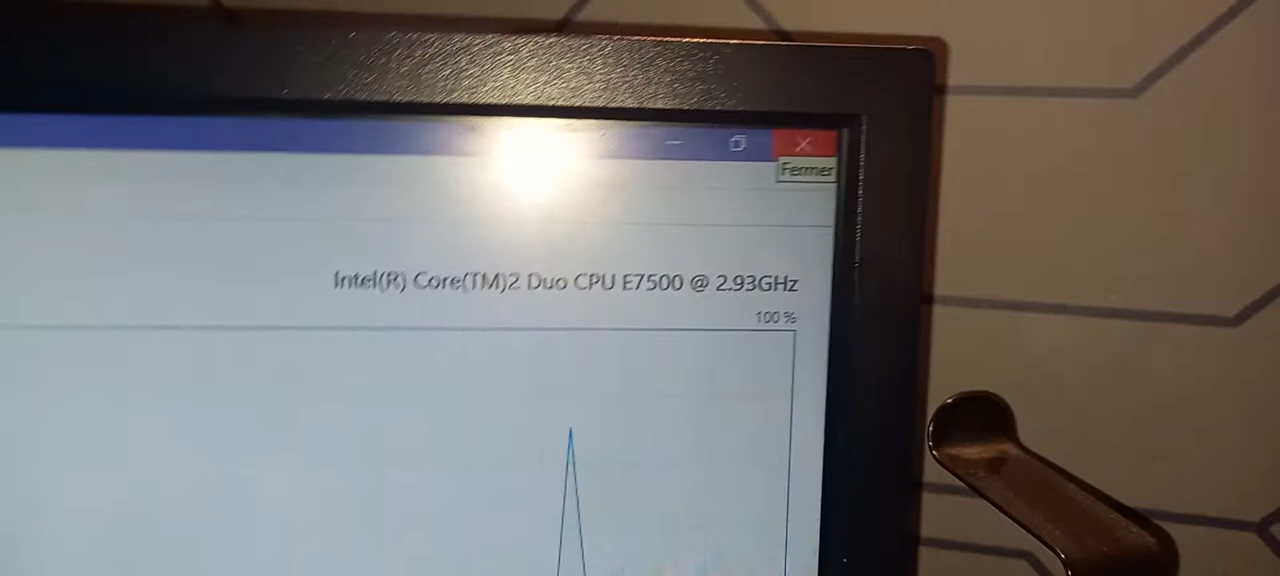 Fermer
Intel(R) Core(TM)2 Duo CPU E7500 @ 2.93GHz
100 %